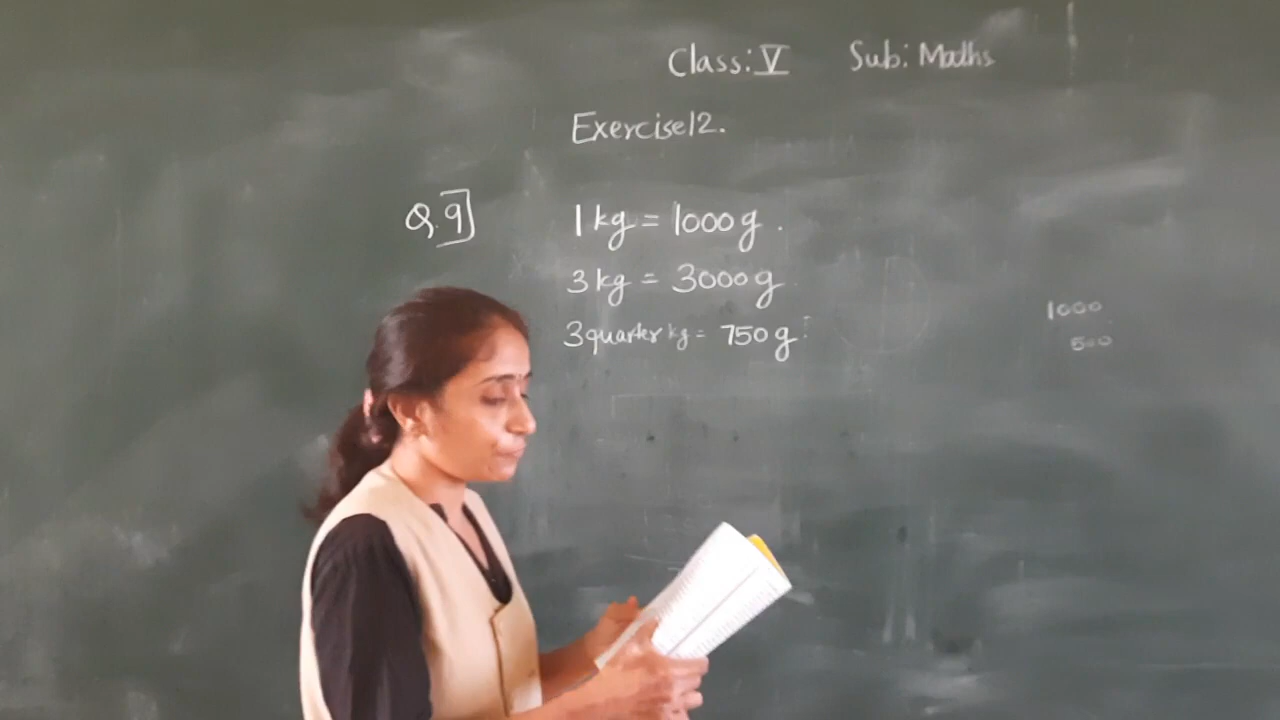 Class: V Sub: Maths
Exercise 12.
Q.9]
1 kg = 1000 g.
3 kg = 3000 g
3 quarter kg = 750 g
1000
500